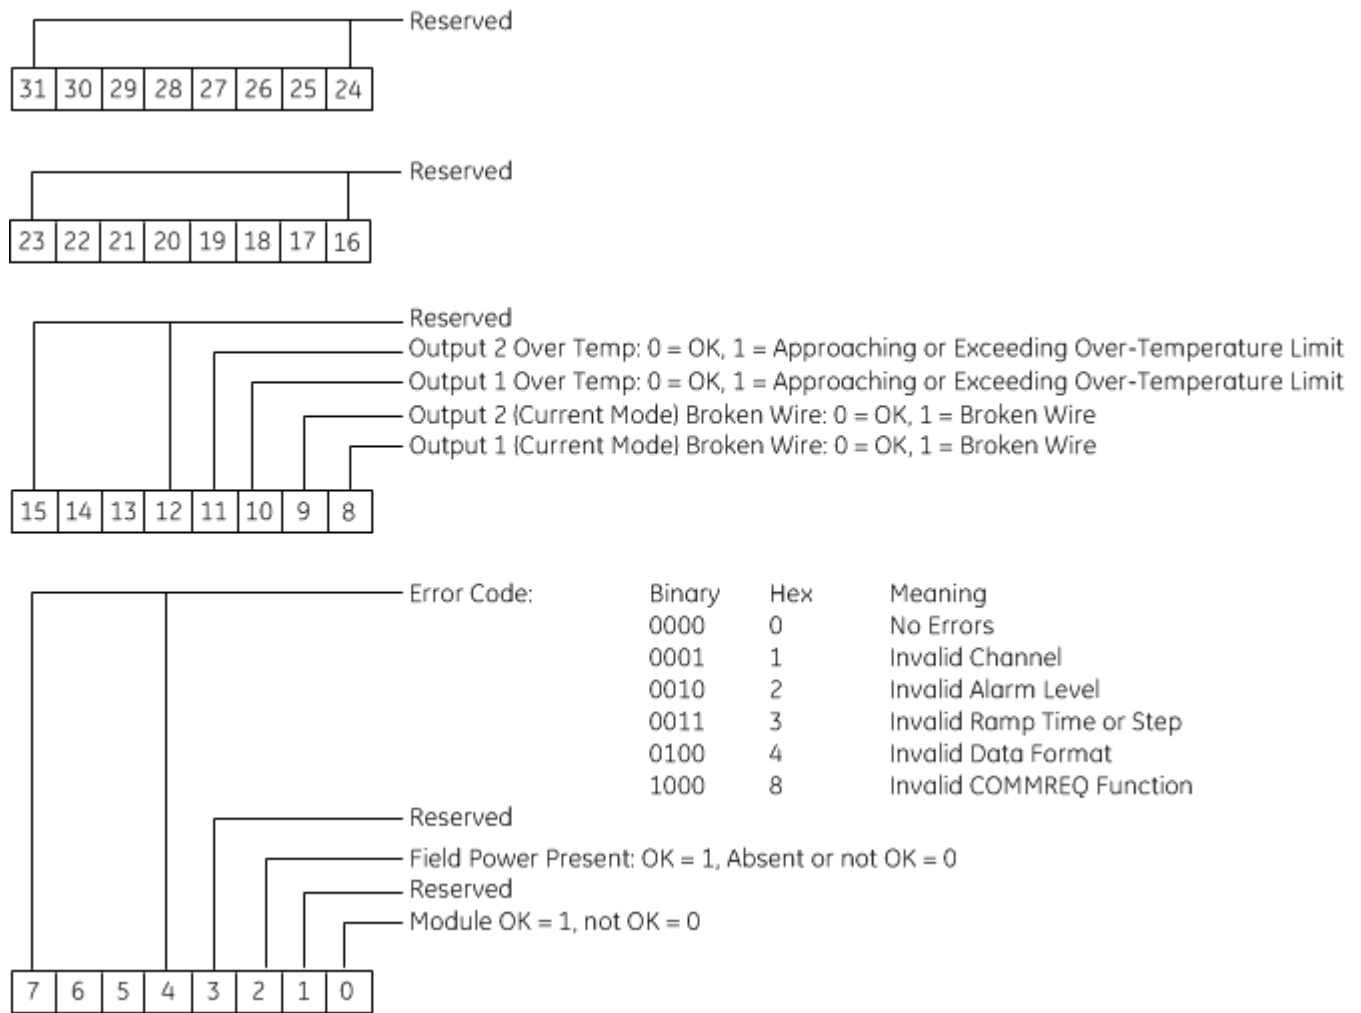 Reserved
31 30 29 28 27 26 25 24
Reserved
23 22 21 20 19 18 17 16
Reserved
Output 2 Over Temp: 0 = OK, 1 = Approaching or Exceeding Over-Temperature Limit
Output 1 Over Temp: 0 = OK, 1 = Approaching or Exceeding Over-Temperature Limit
Output 2 (Current Mode) Broken Wire: 0 = OK, 1 = Broken Wire
Output 1 (Current Mode) Broken Wire: 0 = OK, 1 = Broken Wire
15 14 13 12 11 10 9 8
Error Code: Binary Hex Meaning
0000 0 No Errors
0001 1 Invalid Channel
0010 2 Invalid Alarm Level
0011 3 Invalid Ramp Time or Step
0100 4 Invalid Data Format
1000 8 Invalid COMMREQ Function
Reserved
Field Power Present: OK = 1, Absent or not OK = 0
Reserved
Module OK = 1, not OK = 0
7 6 5 4 3 2 1 0